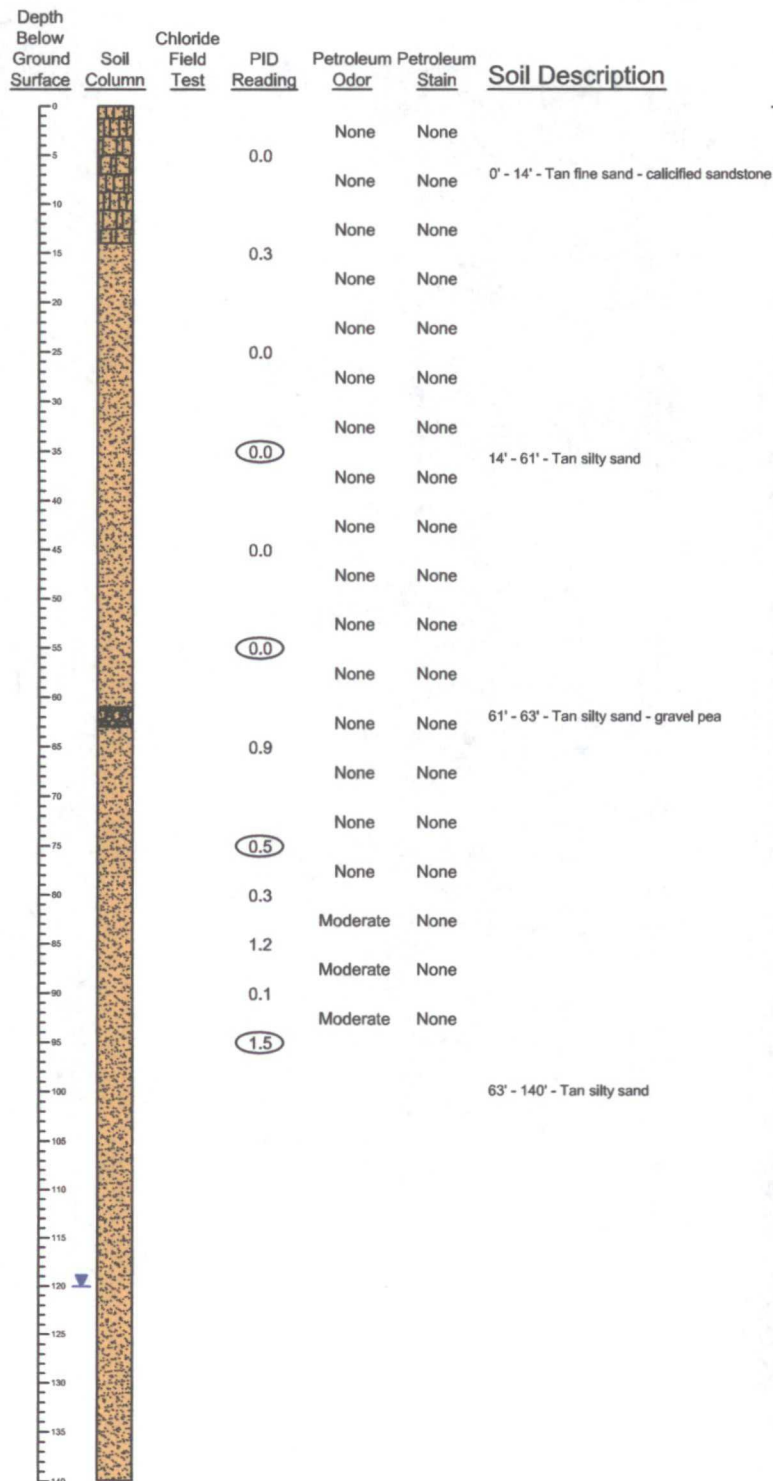 Depth
Below
Ground
Surface
Soil
Column
Chloride
Field
Test
PID
Reading
Petroleum
Odor
Petroleum
Stain
Soil Description
0
None None
5 0.0
0' - 14' - Tan fine sand - calicified sandstone
None None
10
None None
15 0.3
None None
20
None None
25 0.0
None None
30
None None
35 0.0
14' - 61' - Tan silty sand
None None
40
None None
45 0.0
None None
50
None None
55 0.0
None None
60
None None 61' - 63' - Tan silty sand - gravel pea
65 0.9
None None
70
None None
75 0.5
None None
80 0.3
Moderate None
85 1.2
Moderate None
90 0.1
Moderate None
95 1.5
100 63' - 140' - Tan silty sand
105
110
115
120
125
130
135
140